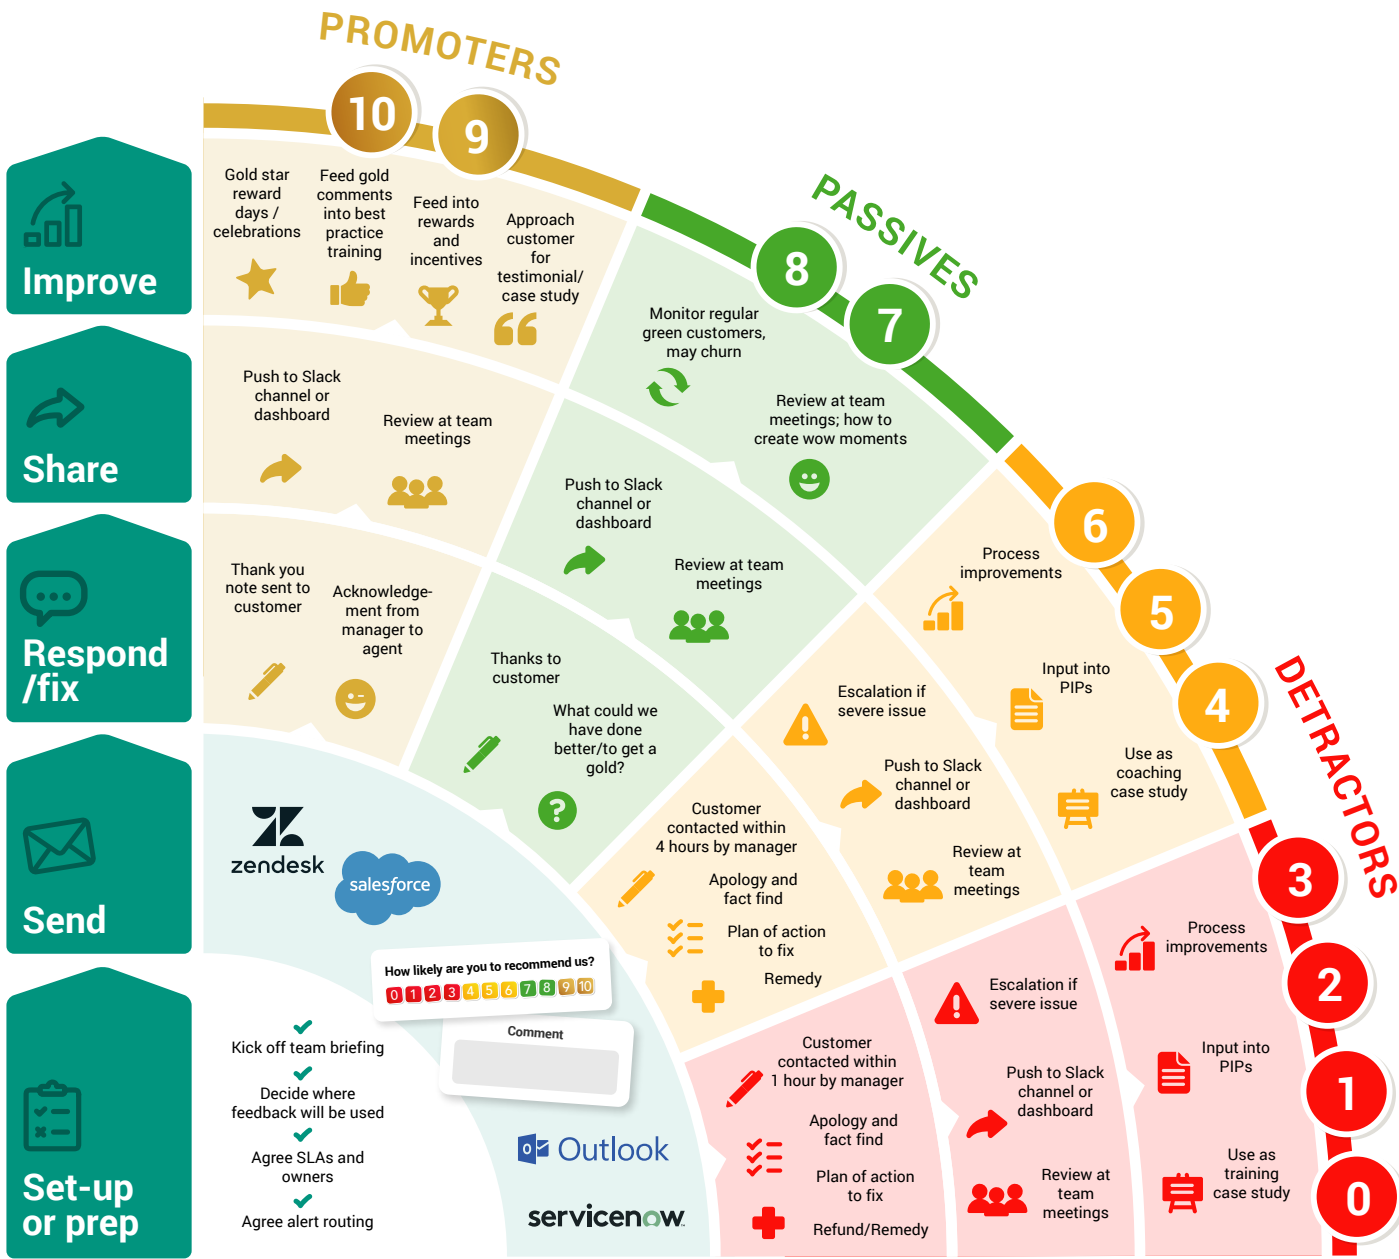 PROMOTERS
10
9
PASSIVES
8
7
6
5
4
DETRACTORS
3
2
1
0
Improve
Gold star
reward
days /
celebrations
Feed gold
comments
into best
practice
training
Feed into
rewards
and
incentives
Approach
customer
for
testimonial/
case study
Monitor regular
green customers,
may churn
Review at team
meetings; how to
create wow moments
Process
improvements
Input into
PIPs
Use as
coaching
case study
Process
improvements
Input into
PIPs
Use as
training
case study
Share
Push to Slack
channel or
dashboard
Review at team
meetings
Push to Slack
channel or
dashboard
Review at team
meetings
Escalation if
severe issue
Push to Slack
channel or
dashboard
Review at
team
meetings
Escalation if
severe issue
Push to Slack
channel or
dashboard
Review at
team
meetings
Respond
/fix
Thank you
note sent to
customer
Acknowledge-
ment from
manager to
agent
Thanks to
customer
What could we
have done
better/to get a
gold?
?
Customer
contacted within
4 hours by manager
Apology and
fact find
Plan of action
to fix
Remedy
Customer
contacted within
1 hour by manager
Apology and
fact find
Plan of action
to fix
Refund/Remedy
Send
zendesk
salesforce
How likely are you to recommend us?
0 1 2 3 4 5 6 7 8 9 10
Comment
Outlook
servicenow
Set-up
or prep
Kick off team briefing
Decide where
feedback will be used
Agree SLAs and
owners
Agree alert routing